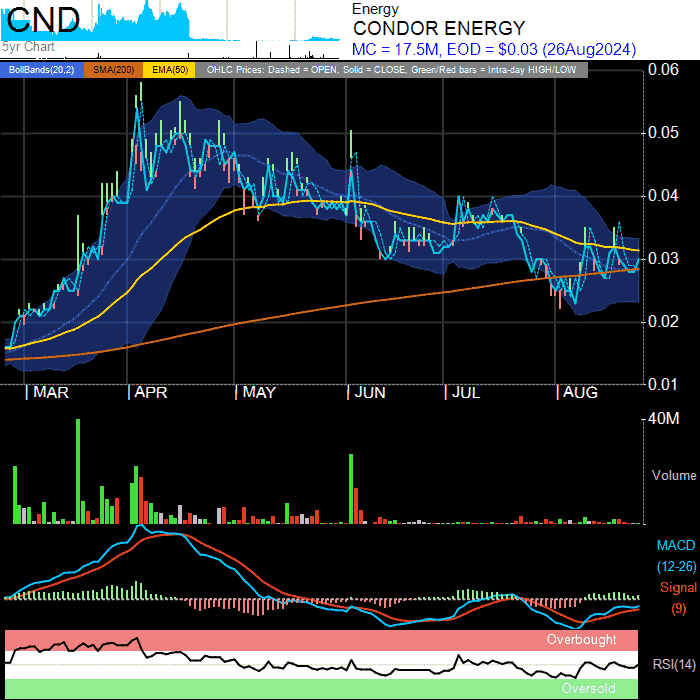 CND
5yr Chart
Energy
CONDOR ENERGY
MC = 17.5M, EOD = $0.03 (26Aug2024)
BollBands(20,2) SMA(200) EMA(50) OHLC Prices: Dashed = OPEN, Solid = CLOSE, Green/Red bars = Intra-day HIGH/LOW
0.06
0.05
0.04
0.03
0.02
0.01
| MAR | APR | MAY | JUN | JUL | AUG
40M
Volume
MACD
(12-26)
Signal
(9)
Overbought
RSI(14)
Oversold